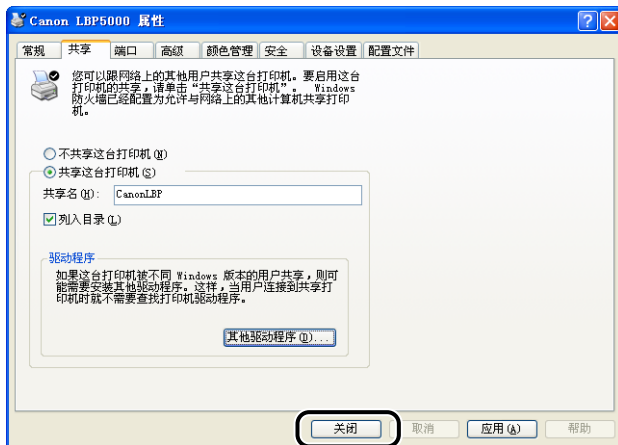 Canon LBP5000 属性
常规 共享 端口 高级 颜色管理 安全 设备设置 配置文件
您可以跟网络上的其他用户共享这台打印机。要启用这台
打印机的共享，请单击“共享这台打印机”。 Windows
防火墙已经配置为允许与网络上的其他计算机共享打印
机。
不共享这台打印机(N)
共享这台打印机(S)
共享名(H): CanonLBP
列入目录(L)
驱动程序
如果这台打印机被不同 Windows 版本的用户共享，则可
能需要安装其他驱动程序。这样，当用户连接到共享打
印机时就不需要查找打印机驱动程序。
其他驱动程序(D)...
关闭 取消 应用(A) 帮助